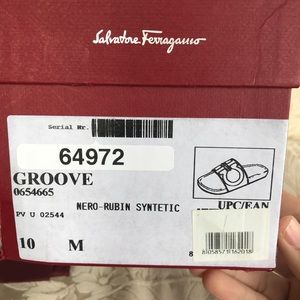 Salvatore Ferragamo
Serial Nr.
64972
GROOVE
0654665
NERO-RUBIN SYNTETIC
UPC/EAN
PV U 02544
10 M
8